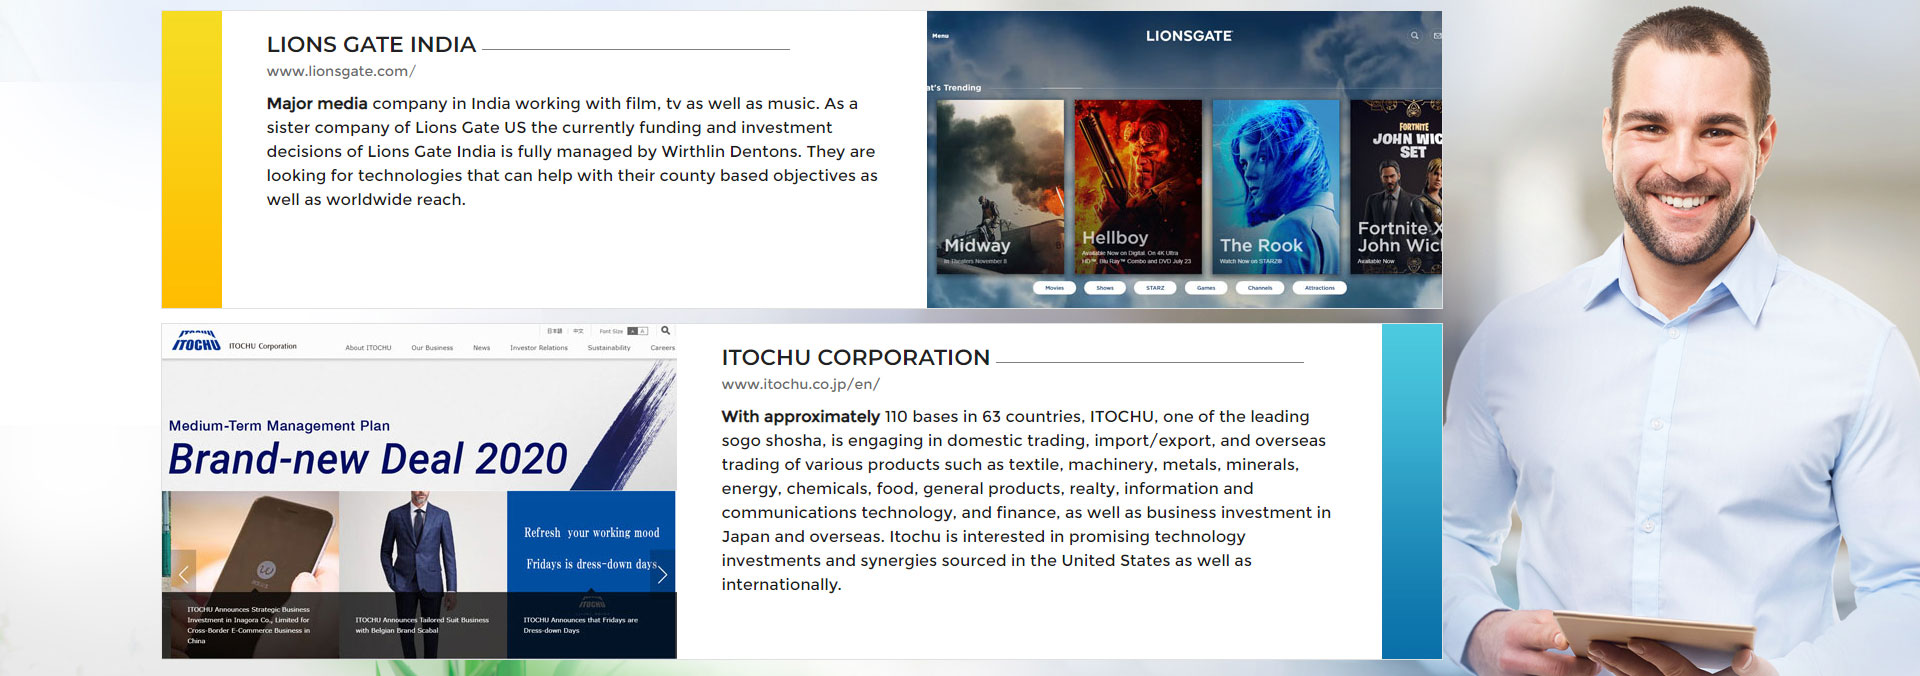 LIONS GATE INDIA
www.lionsgate.com/
Major media company in India working with film, tv as well as music. As a
sister company of Lions Gate US the currently funding and investment
decisions of Lions Gate India is fully managed by Wirthlin Dentons. They are
looking for technologies that can help with their county based objectives as
well as worldwide reach.
Menu
LIONSGATE
at's Trending
Midway
In Theaters November 8
Hellboy
Available Now on Digital. On 4K Ultra
HD™, Blu Ray™ Combo and DVD July 23
The Rook
Watch Now on STARZ®
FORTNITE
JOHN WIC
SET
Fortnite X
John Wick
Available Now
Movies
Shows
STARZ
Games
Channels
Attractions
ITOCHU
ITOCHU Corporation
日本語
中文
Font Size
A
A
About ITOCHU
Our Business
News
Investor Relations
Sustainability
Careers
Medium-Term Management Plan
Brand-new Deal 2020
Refresh your working mood
Fridays is dress-down days
ITOCHU
ITOCHU Announces Strategic Business
Investment in Inagora Co., Limited for
Cross-Border E-Commerce Business in
China
ITOCHU Announces Tailored Suit Business
with Belgian Brand Scabal
ITOCHU Announces that Fridays are
Dress-down Days
ITOCHU CORPORATION
www.itochu.co.jp/en/
With approximately 110 bases in 63 countries, ITOCHU, one of the leading
sogo shosha, is engaging in domestic trading, import/export, and overseas
trading of various products such as textile, machinery, metals, minerals,
energy, chemicals, food, general products, realty, information and
communications technology, and finance, as well as business investment in
Japan and overseas. Itochu is interested in promising technology
investments and synergies sourced in the United States as well as
internationally.